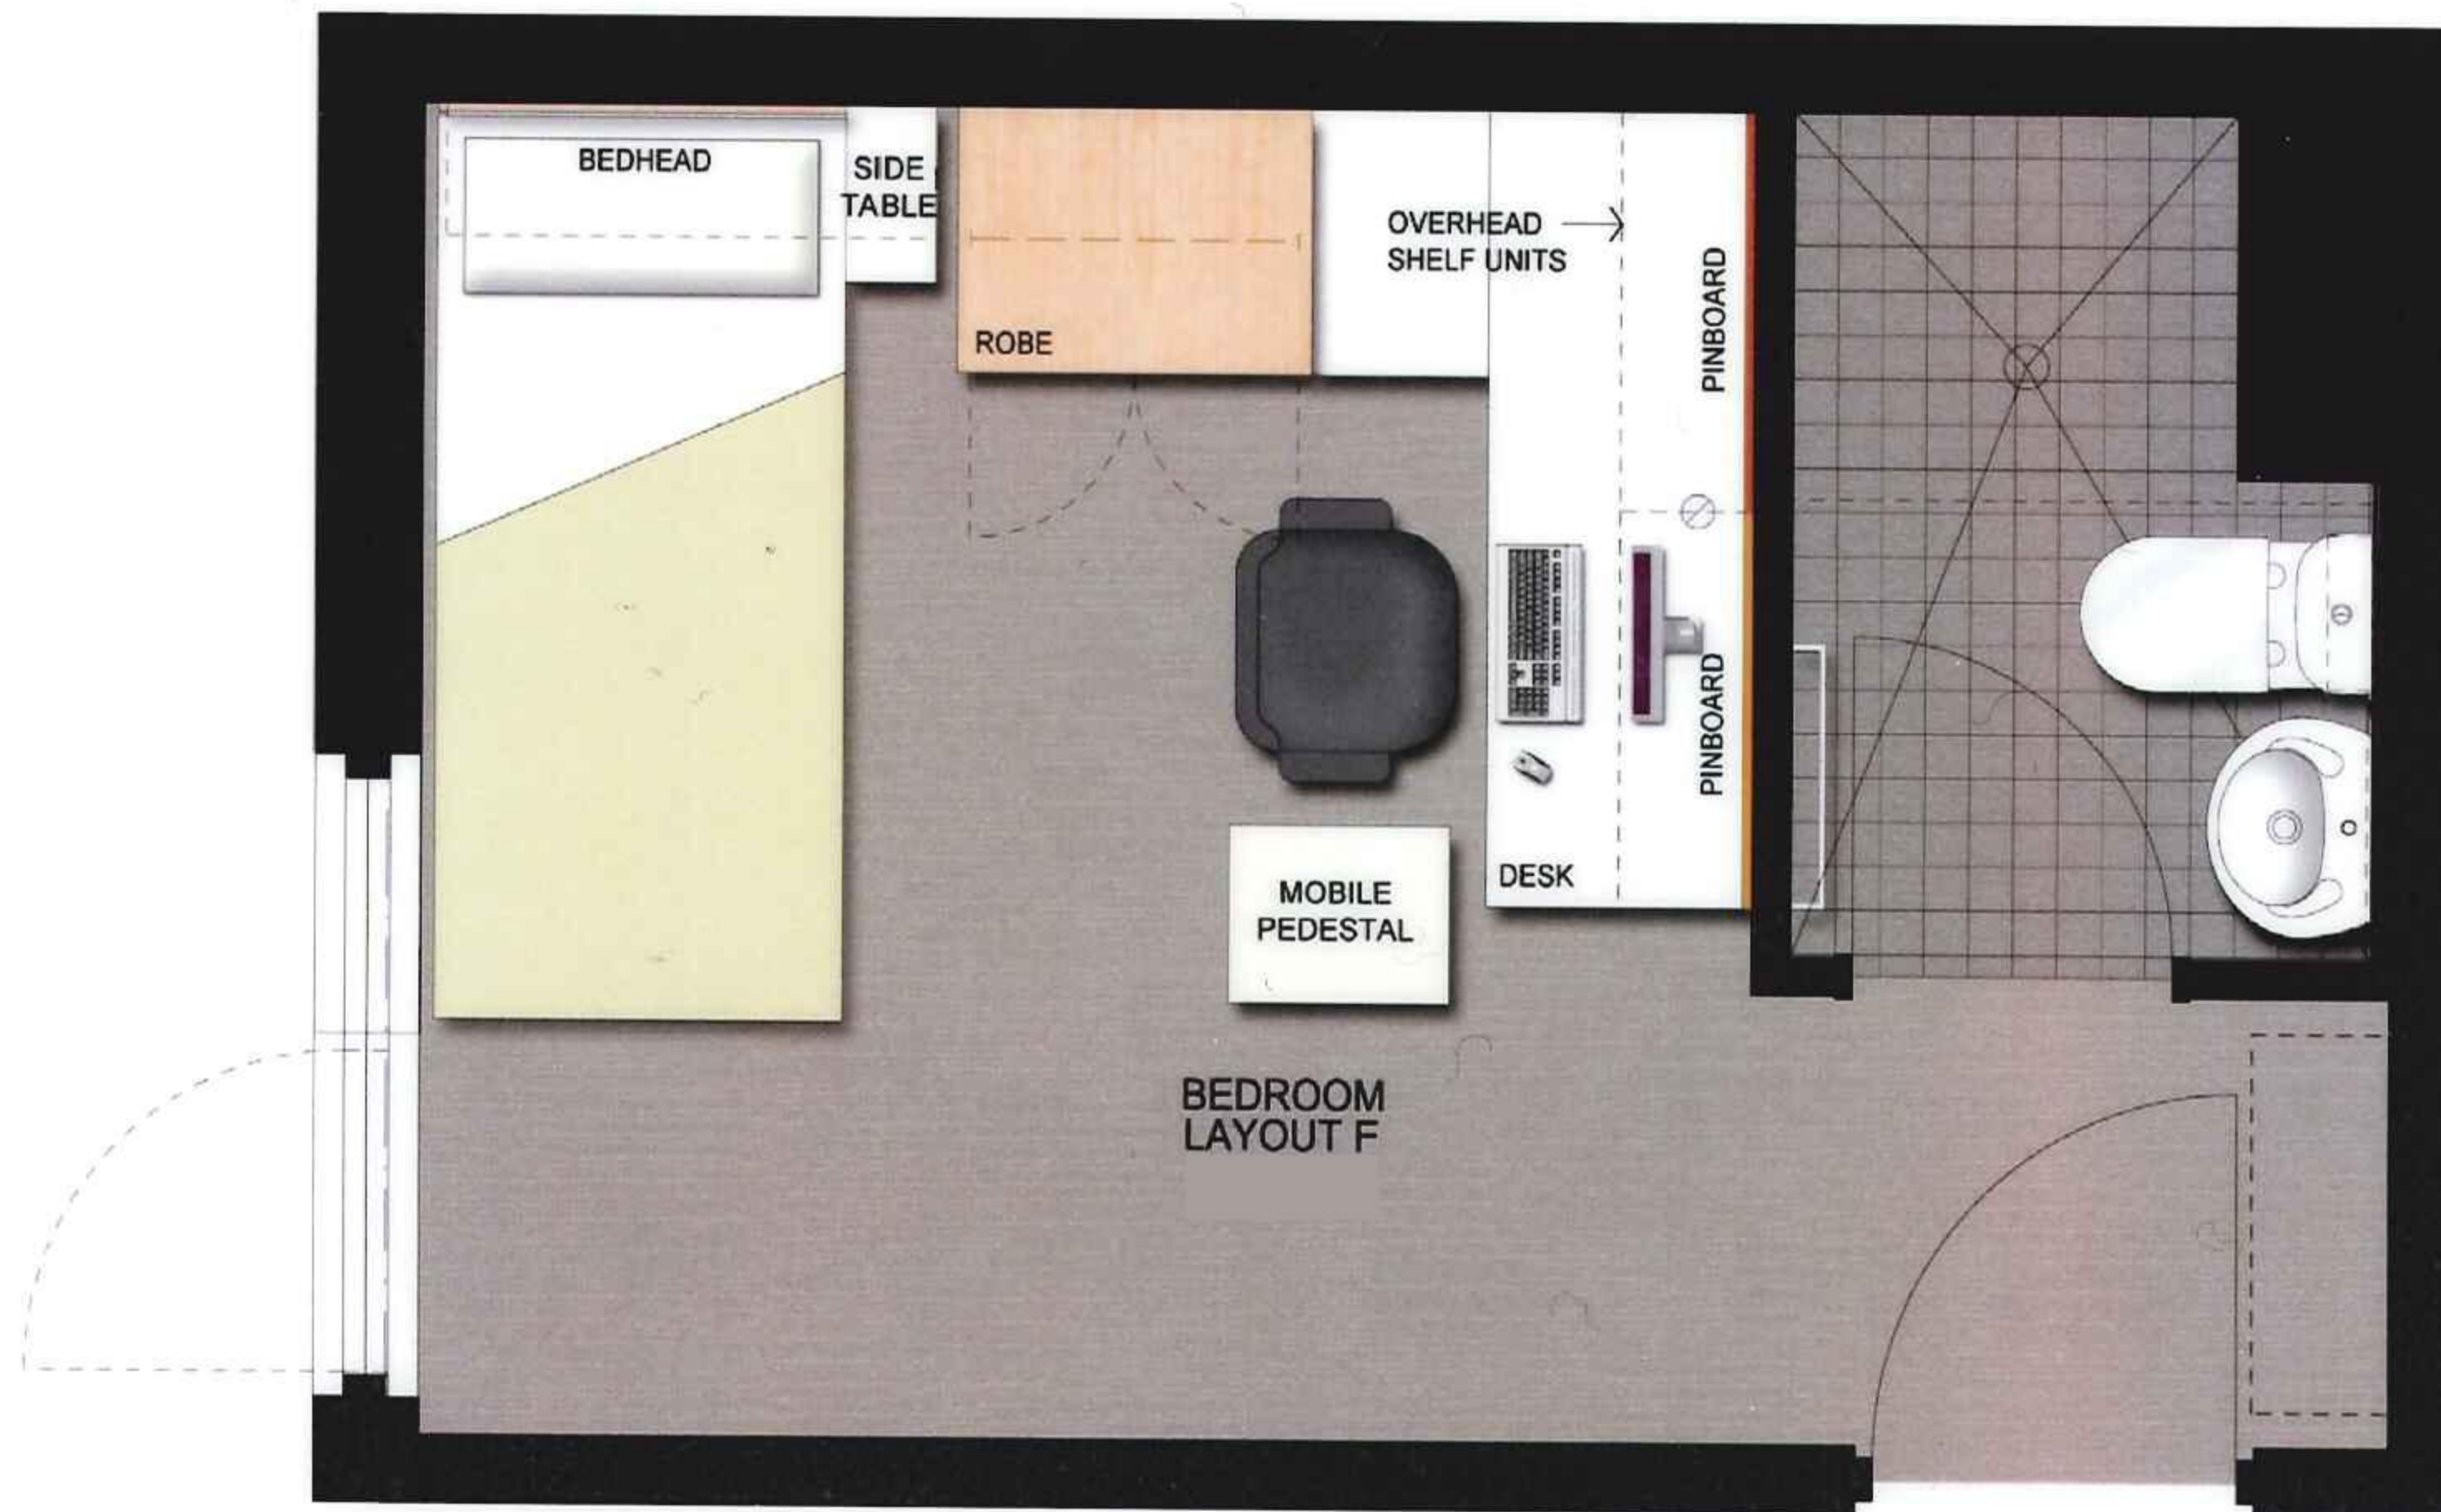 BEDHEAD
SIDE
TABLE
ROBE
OVERHEAD
SHELF UNITS
PINBOARD
PINBOARD
DESK
MOBILE
PEDESTAL
BEDROOM
LAYOUT F